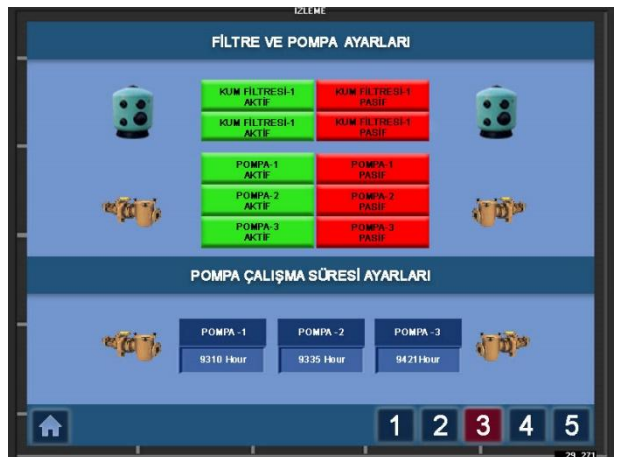 İZLEME
FİLTRE VE POMPA AYARLARI
KUM FİLTRESİ-1
AKTİF
KUM FİLTRESİ-1
PASİF
KUM FİLTRESİ-1
AKTİF
KUM FİLTRESİ-1
PASİF
POMPA-1
AKTİF
POMPA-1
PASİF
POMPA-2
AKTİF
POMPA-2
PASİF
POMPA-3
AKTİF
POMPA-3
PASİF
POMPA ÇALIŞMA SÜRESİ AYARLARI
POMPA -1
POMPA -2
POMPA -3
9310 Hour
9335 Hour
9421 Hour
1 2 3 4 5
29, 271